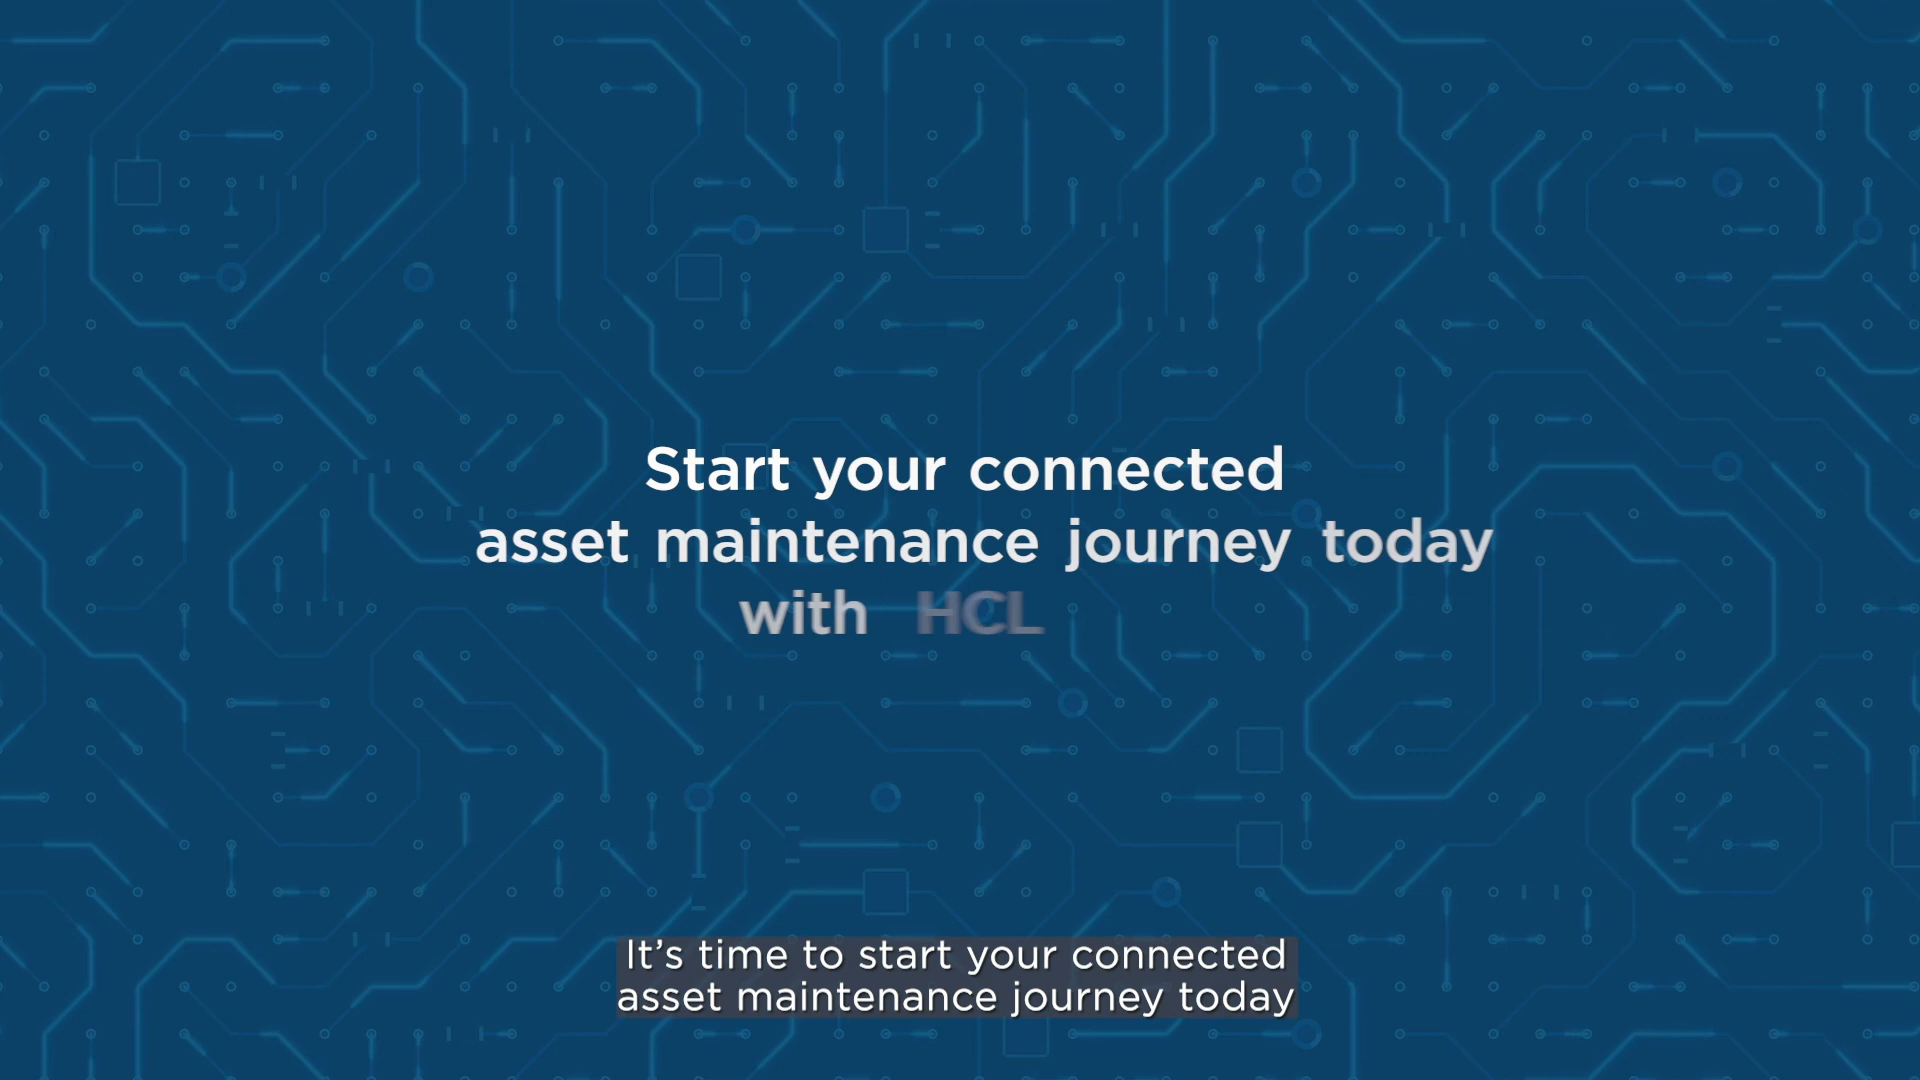 Start your connected
asset maintenance journey today
with HCL
It’s time to start your connected
asset maintenance journey today